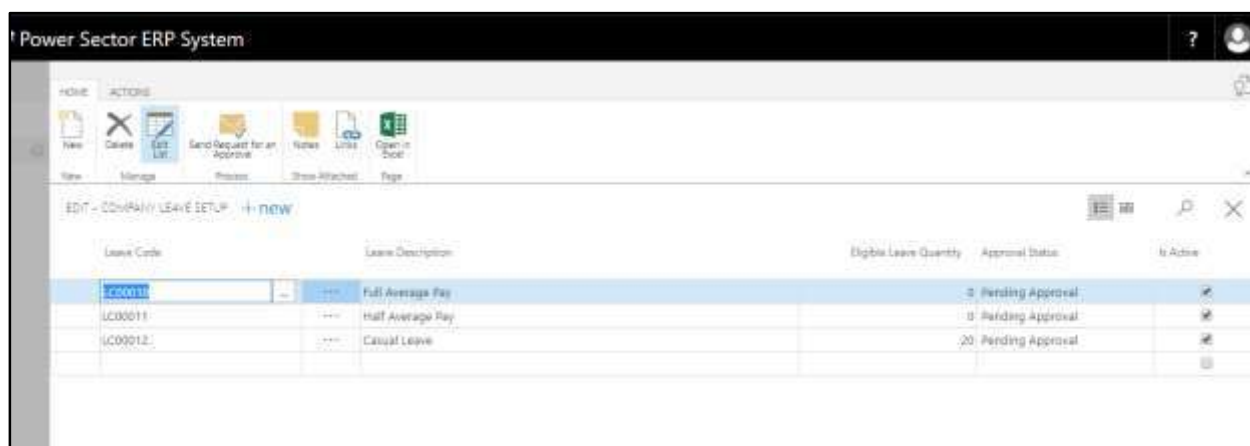 Power Sector ERP System ?
HOME ACTIONS
New Delete Edit List Send Request for an Approval Notes Links Open in Excel
New Manage Process Show Attached Page
EDIT - COMPANY LEAVE SETUP + new
Leave Code Leave Description Eligible Leave Quantity Approval Status Is Active
LC00010 ... Full Average Pay 0 Pending Approval
LC00011 Half Average Pay 0 Pending Approval
LC00012 Casual Leave 20 Pending Approval